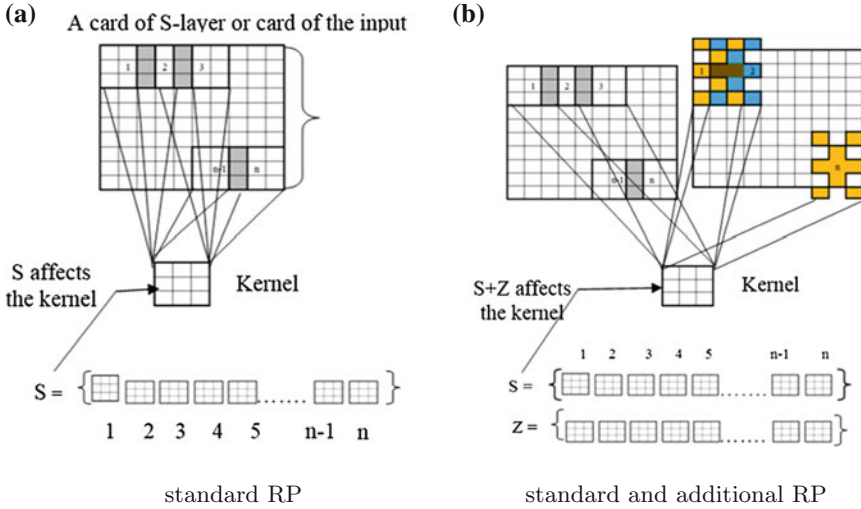 (a)
A card of S-layer or card of the input
1 2 3
n-1 n
S affects
the kernel
Kernel
S =
{ }
.......
1 2 3 4 5 n-1 n
standard RP
(b)
1 2 3
n-1 n
1 2
n
S+Z affects
the kernel
Kernel
1 2 3 4 5 n-1 n
S =
{ ....... }
Z =
{ ....... }
standard and additional RP